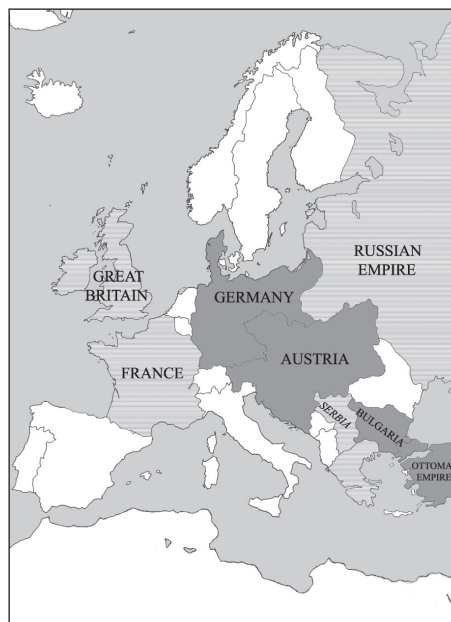 RUSSIAN
EMPIRE
GREAT
BRITAIN
GERMANY
AUSTRIA
FRANCE
SERBIA
BULGARIA
OTTOMA
EMPIRE